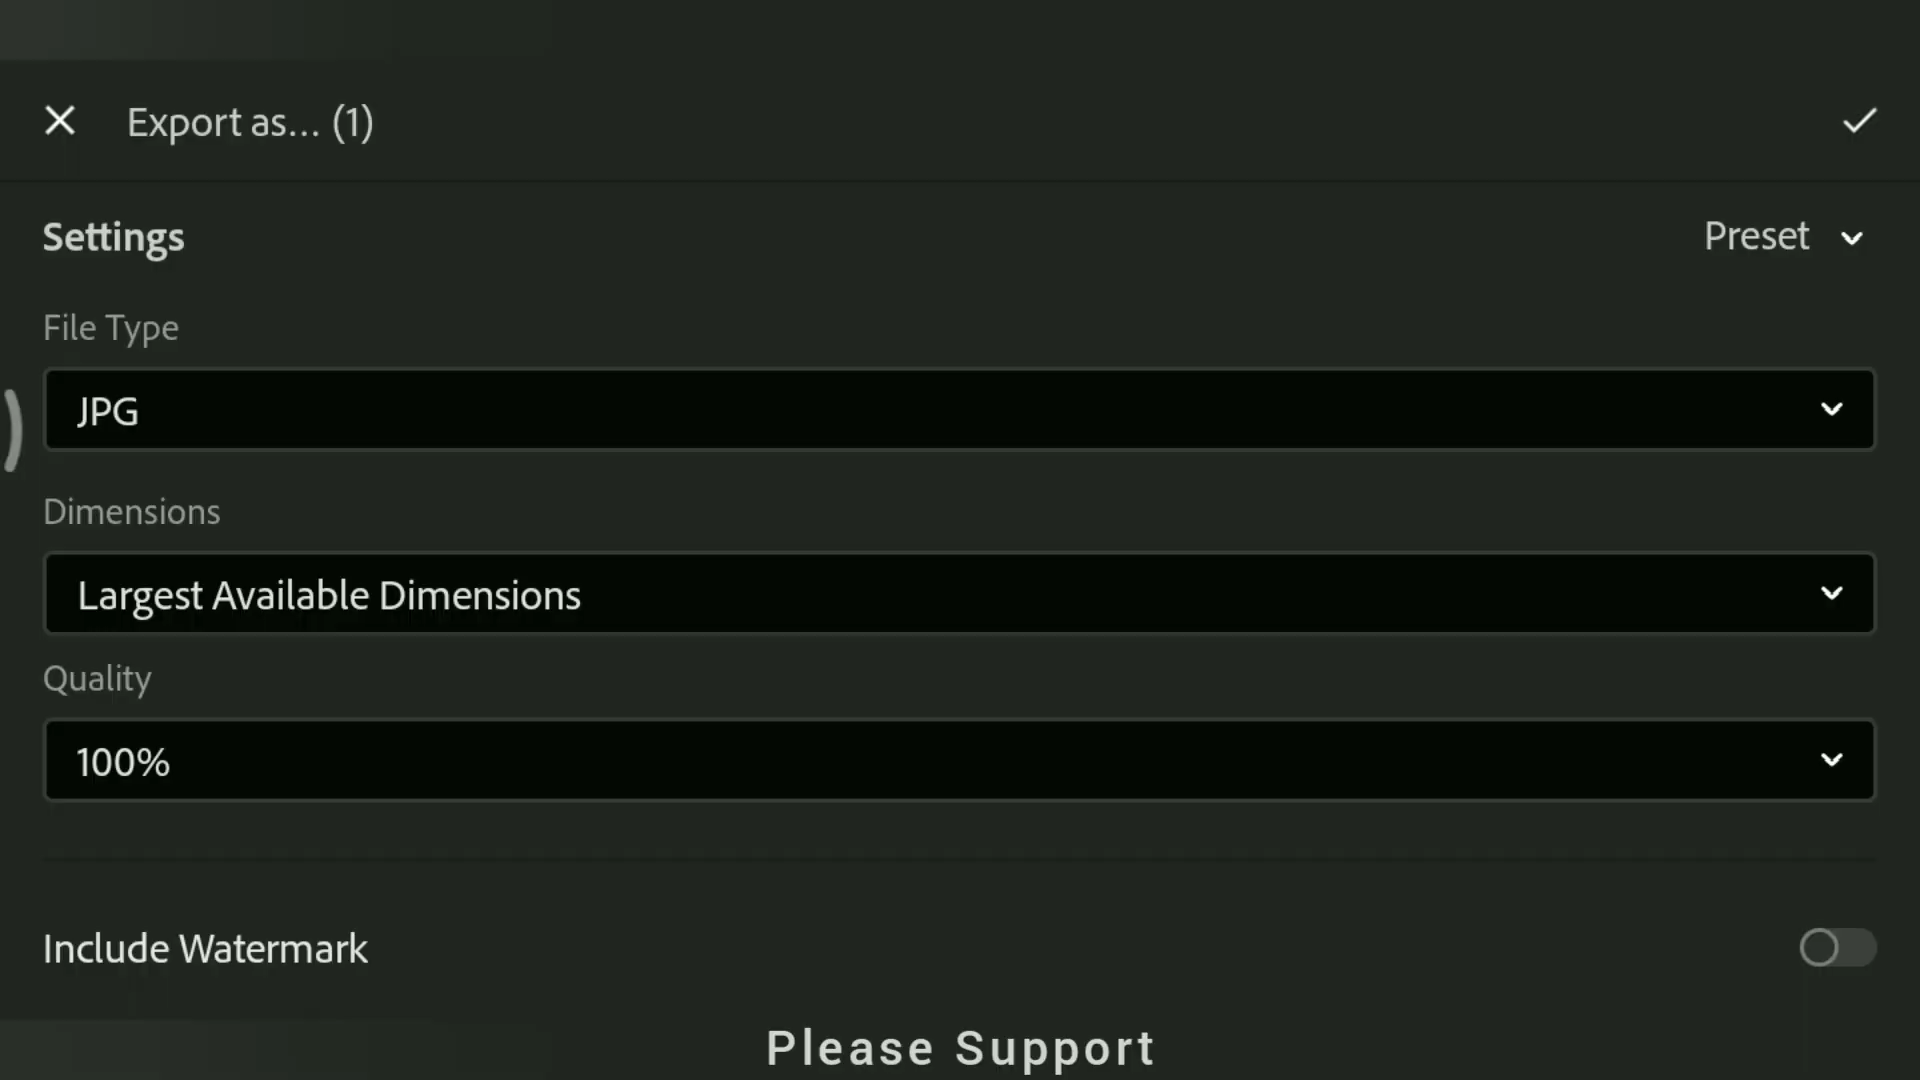 Export as... (1)
Settings
Preset
File Type
JPG
Dimensions
Largest Available Dimensions
Quality
100%
Include Watermark
Please Support